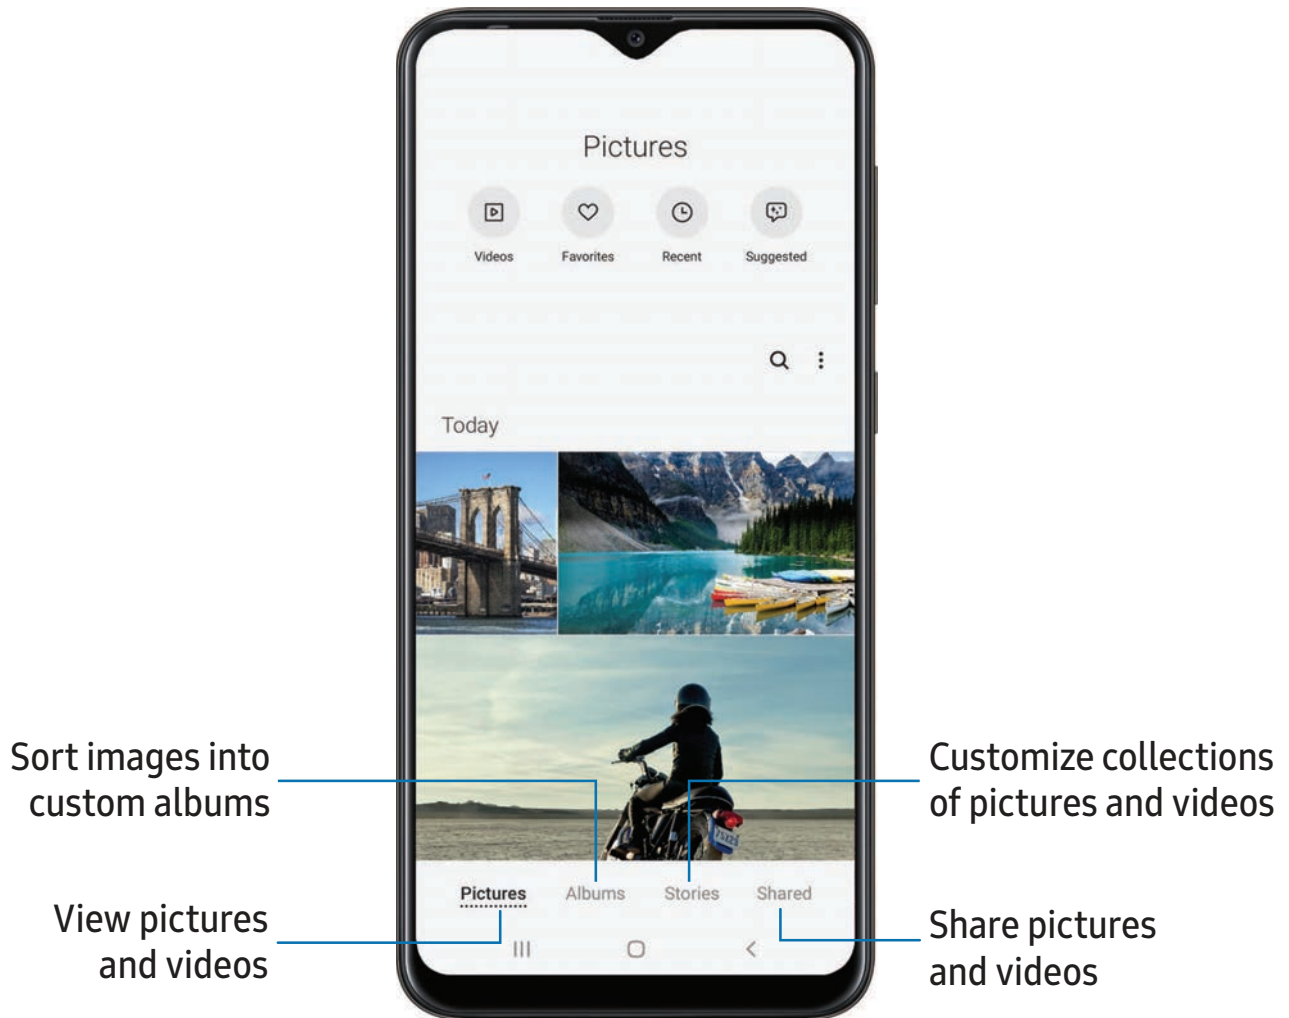 Pictures
Videos Favorites Recent Suggested
Today
Sort images into
custom albums
Customize collections
of pictures and videos
Pictures Albums Stories Shared
View pictures
and videos
Share pictures
and videos